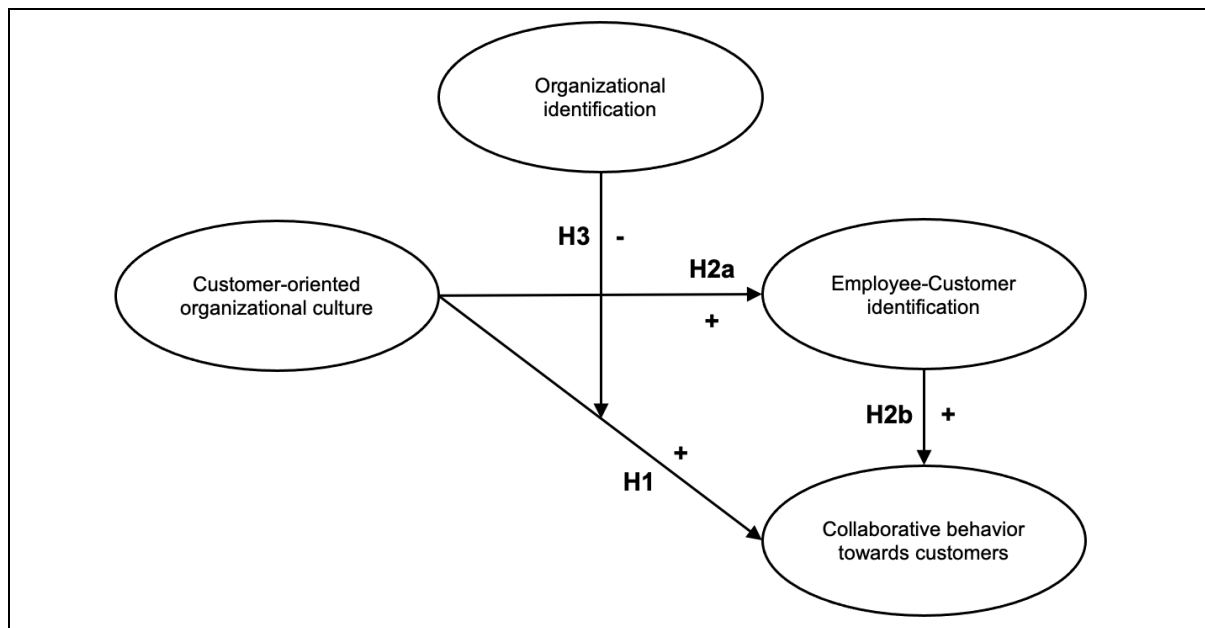 Organizational
identification
H3 -
Customer-oriented
organizational culture
H2a
+
Employee-Customer
identification
H2b +
+
H1
Collaborative behavior
towards customers